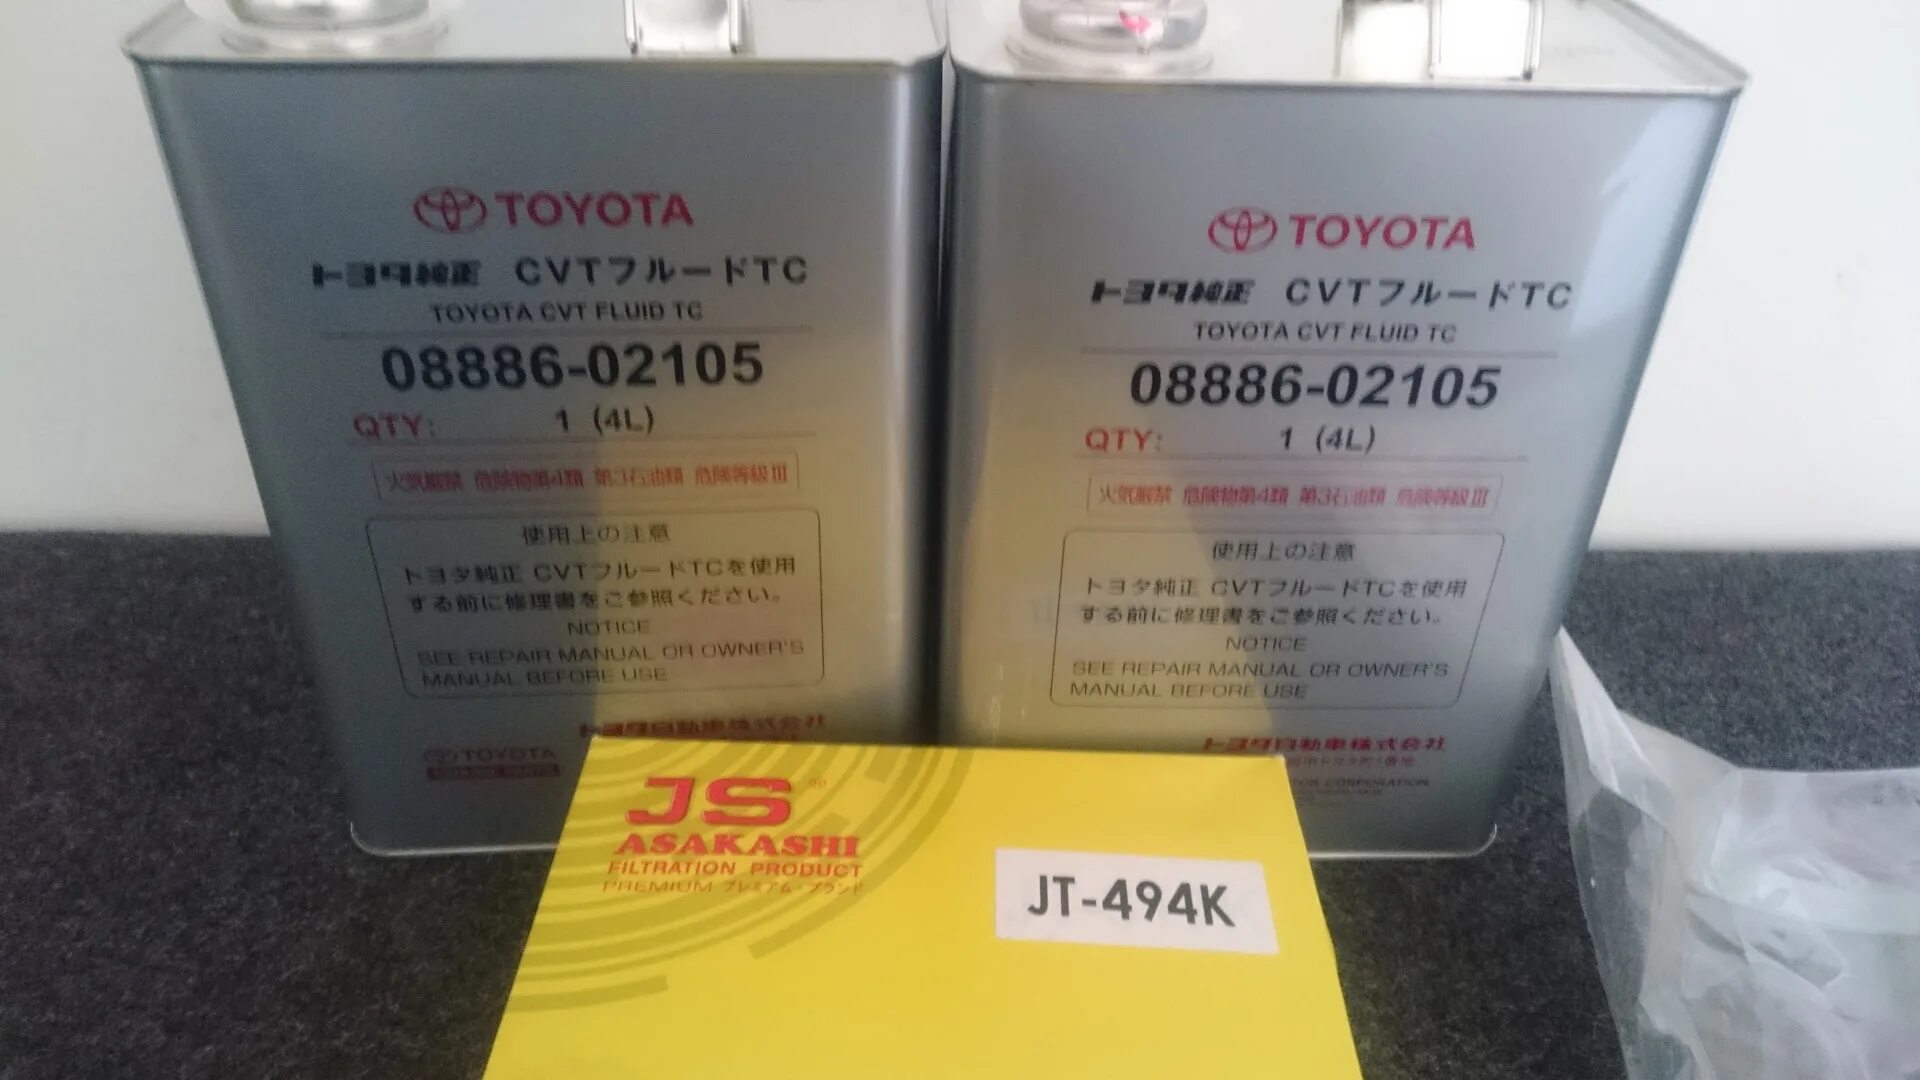 TOYOTA
トヨタ純正 CVTフルードTC
TOYOTA CVT FLUID TC
08886-02105
QTY: 1 (4L)
火気厳禁 危険物第4類 第3石油類 危険等級III
使用上の注意
トヨタ純正 CVTフルードTCを使用
する前に修理書をご参照ください。
NOTICE
SEE REPAIR MANUAL OR OWNER'S
MANUAL BEFORE USE
トヨタ自動車株式会社
TOYOTA
TOYOTA
トヨタ純正 CVTフルードTC
TOYOTA CVT FLUID TC
08886-02105
QTY: 1 (4L)
火気厳禁 危険物第4類 第3石油類 危険等級III
使用上の注意
トヨタ純正 CVTフルードTCを使用
する前に修理書をご参照ください。
NOTICE
SEE REPAIR MANUAL OR OWNER'S
MANUAL BEFORE USE
トヨタ自動車株式会社
CORPORATION
JS
ASAKASHI
FILTRATION PRODUCT
PREMIUM プレミアム・ブランド
JT-494K